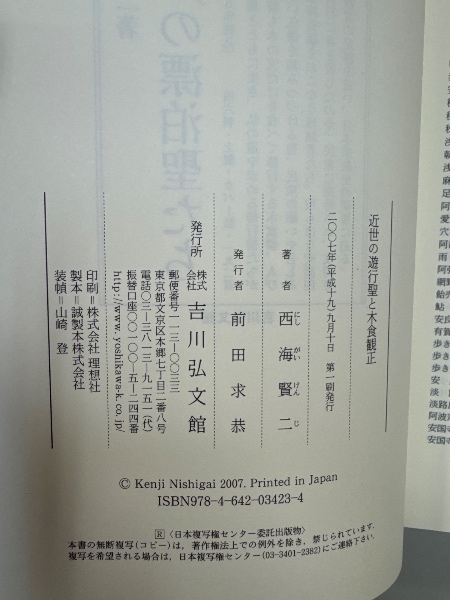 近世の遊行聖と木食観正
二〇〇七年(平成十九)九月十日 第一刷発行
著者 西海賢二
にし がい けん じ
発行者 前田求恭
発行所 株式会社 吉川弘文館
郵便番号一一三-〇〇三三
東京都文京区本郷七丁目二番八号
電話〇三-三八一三-九一五一(代)
振替口座〇〇一〇〇-五-二四四番
http://www.yoshikawa-k.co.jp/
印刷=株式会社 理想社
製本=誠製本株式会社
装幀=山崎 登
© Kenji Nishigai 2007. Printed in Japan
ISBN978-4-642-03423-4
R 〈日本複写権センター委託出版物〉
本書の無断複写(コピー)は,著作権法上での例外を除き,禁じられています.
複写を希望される場合は,日本複写権センター(03-3401-2382)にご連絡下さい.